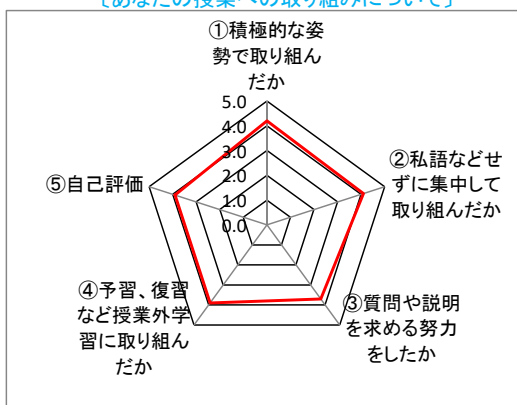 〔あなたの授業への取り組みについて〕
①積極的な姿
勢で取り組ん
だか
5.0
4.0
3.0
2.0
1.0
0.0
②私語などせ
ずに集中して
取り組んだか
③質問や説明
を求める努力
をしたか
④予習、復習
など授業外学
習に取り組ん
だか
⑤自己評価